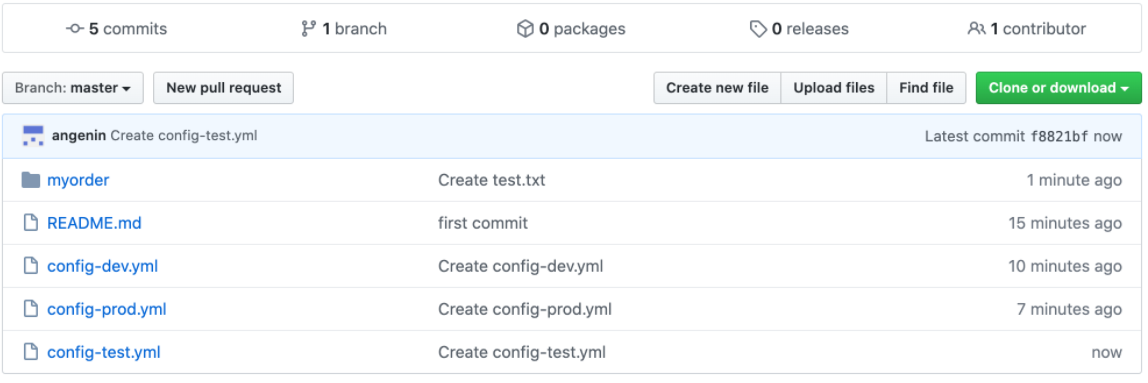 5 commits 1 branch 0 packages 0 releases 1 contributor
Branch: master New pull request Create new file Upload files Find file Clone or download
angenin Create config-test.yml Latest commit f8821bf now
myorder Create test.txt 1 minute ago
README.md first commit 15 minutes ago
config-dev.yml Create config-dev.yml 10 minutes ago
config-prod.yml Create config-prod.yml 7 minutes ago
config-test.yml Create config-test.yml now